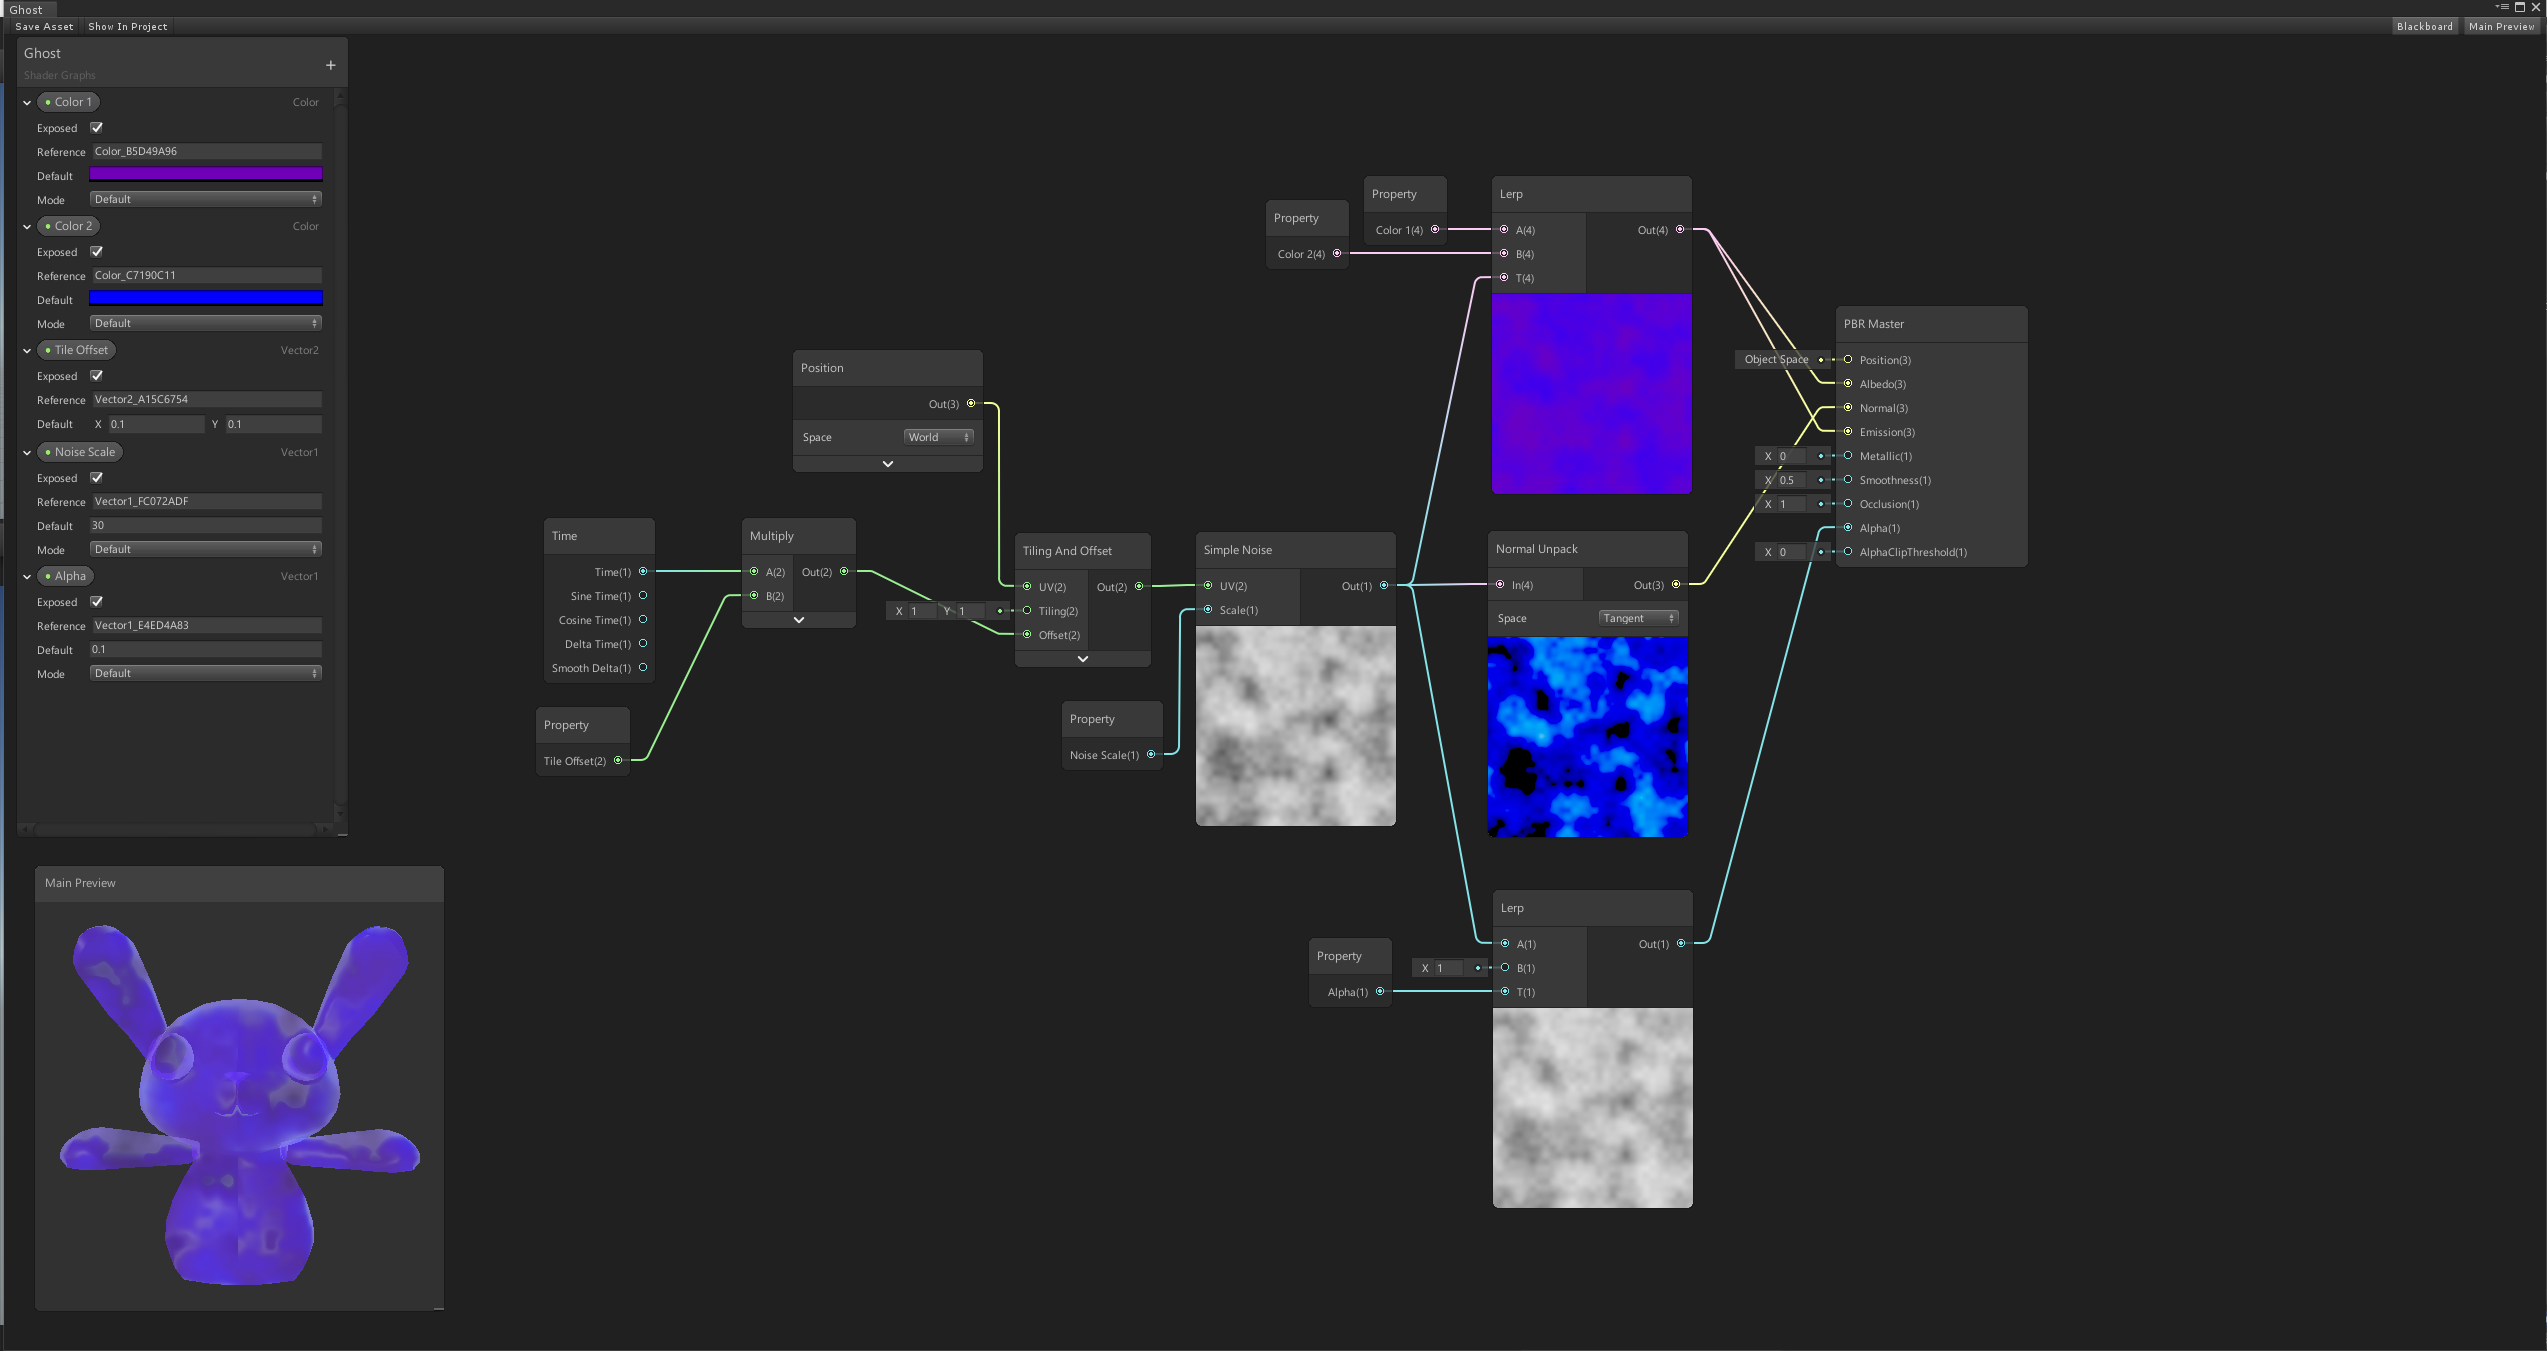 Ghost
Save Asset Show In Project Blackboard Main Preview
Ghost
Shader Graphs
+
Color 1 Color
Exposed
Reference Color_B5D49A96
Default
Mode Default
Color 2 Color
Exposed
Reference Color_C7190C11
Default
Mode Default
Tile Offset Vector2
Exposed
Reference Vector2_A15C6754
Default X 0.1 Y 0.1
Noise Scale Vector1
Exposed
Reference Vector1_FC072ADF
Default 30
Mode Default
Alpha Vector1
Exposed
Reference Vector1_E4ED4A83
Default 0.1
Mode Default
Main Preview
Time
Time(1)
Sine Time(1)
Cosine Time(1)
Delta Time(1)
Smooth Delta(1)
Property
Tile Offset(2)
Multiply
A(2) Out(2)
B(2)
Position
Out(3)
Space World
Tiling And Offset
UV(2) Out(2)
X 1 Y 1 Tiling(2)
Offset(2)
Property
Noise Scale(1)
Simple Noise
UV(2) Out(1)
Scale(1)
Property
Color 2(4)
Property
Color 1(4)
Lerp
A(4) Out(4)
B(4)
T(4)
Normal Unpack
In(4) Out(3)
Space Tangent
Property
Alpha(1)
Lerp
A(1) Out(1)
X 1 B(1)
T(1)
PBR Master
Object Space Position(3)
Albedo(3)
Normal(3)
Emission(3)
X 0 Metallic(1)
X 0.5 Smoothness(1)
X 1 Occlusion(1)
Alpha(1)
X 0 AlphaClipThreshold(1)